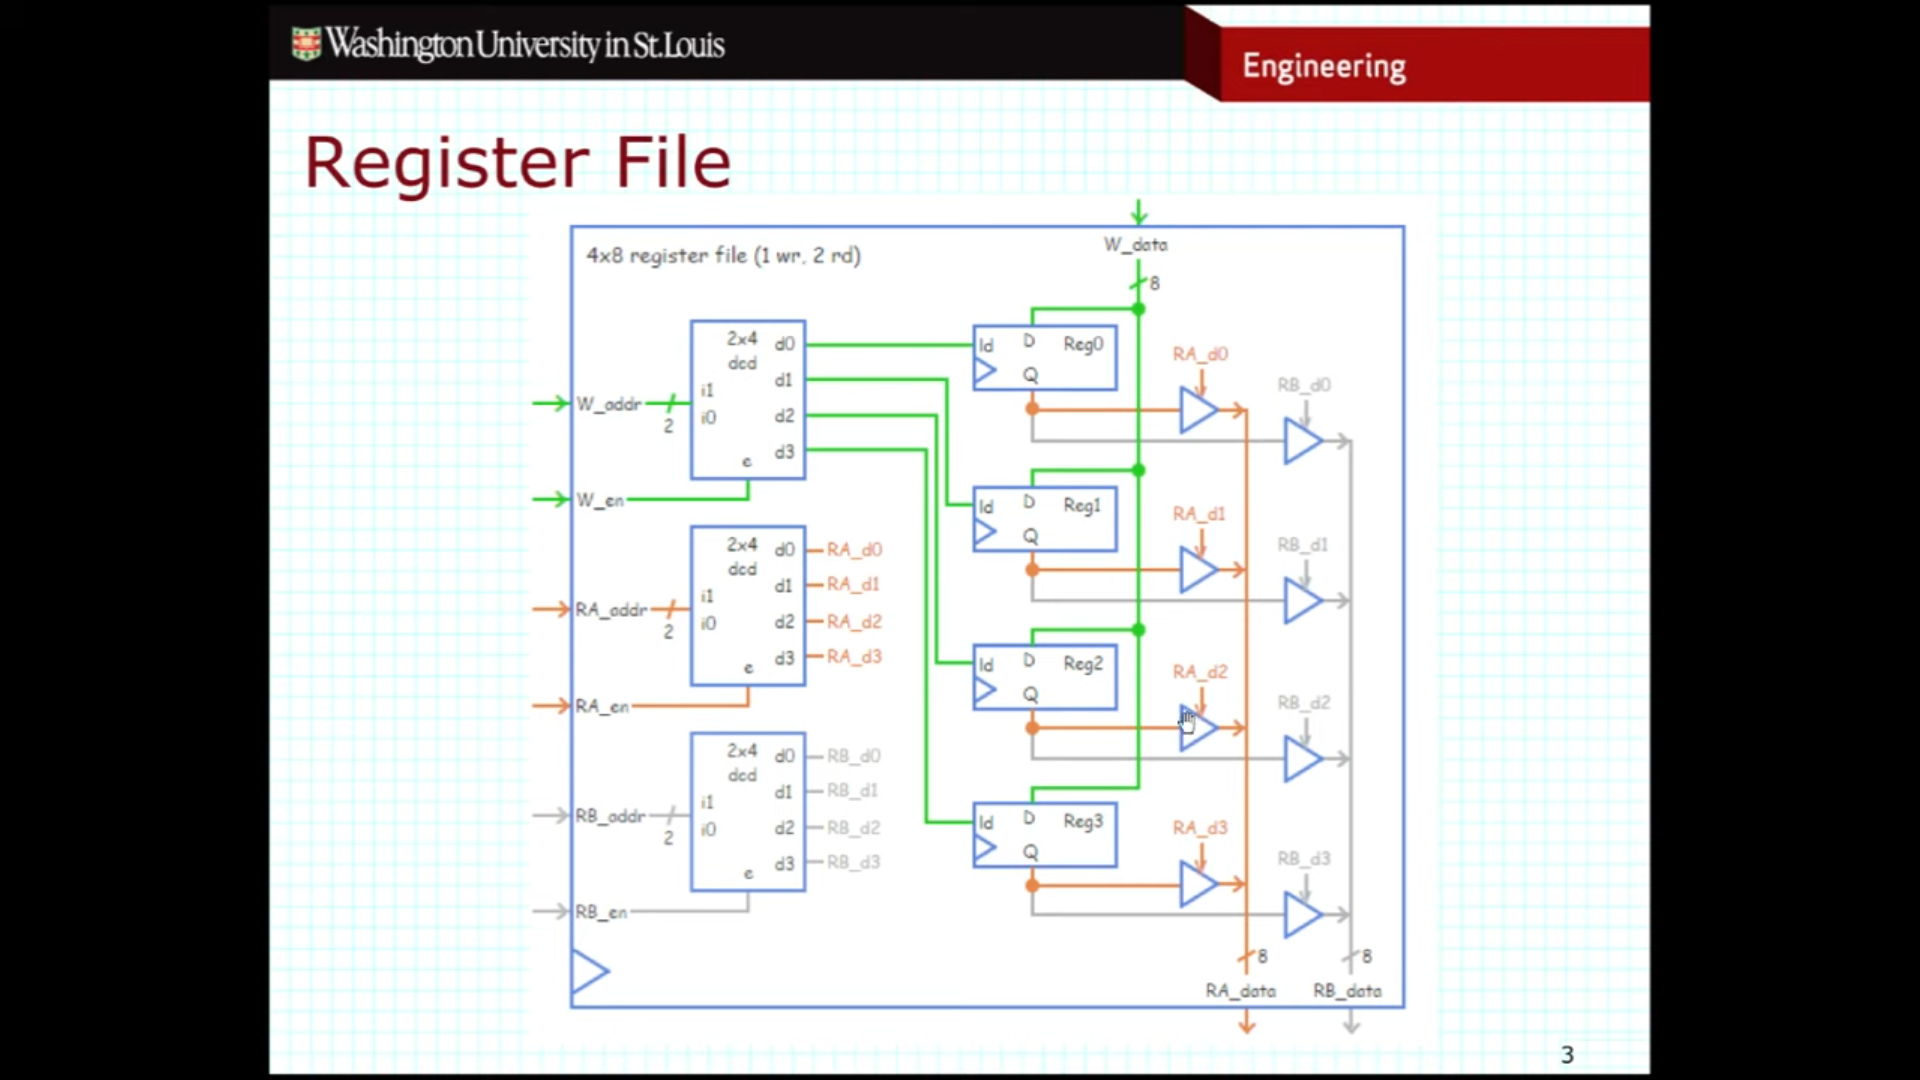 Washington University in St. Louis
Engineering
Register File
W_data
4x8 register file (1 wr, 2 rd)
8
2x4
dcd
d0
d1
d2
d3
i1
i0
e
W_addr
2
W_en
ld
D
Q
Reg0
RA_d0
RB_d0
2x4
dcd
d0
d1
d2
d3
i1
i0
e
RA_d0
RA_d1
RA_d2
RA_d3
RA_addr
2
RA_en
ld
D
Q
Reg1
RA_d1
RB_d1
ld
D
Q
Reg2
RA_d2
RB_d2
2x4
dcd
d0
d1
d2
d3
i1
i0
e
RB_d0
RB_d1
RB_d2
RB_d3
RB_addr
2
RB_en
ld
D
Q
Reg3
RA_d3
RB_d3
8
8
RA_data
RB_data
3